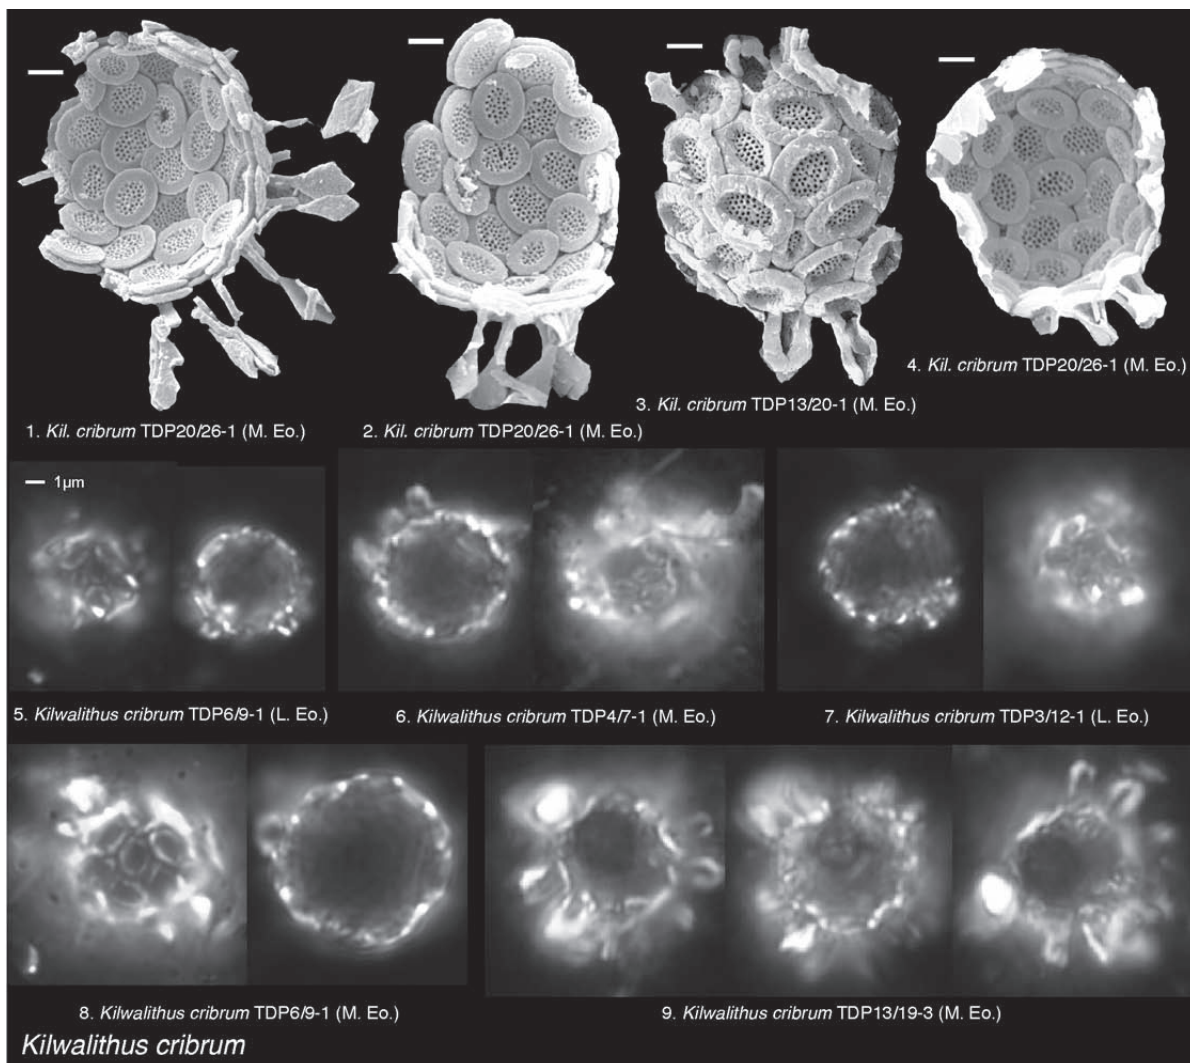 4. Kil. cribrum TDP20/26-1 (M. Eo.)
3. Kil. cribrum TDP13/20-1 (M. Eo.)
1. Kil. cribrum TDP20/26-1 (M. Eo.)
2. Kil. cribrum TDP20/26-1 (M. Eo.)
1µm
5. Kilwalithus cribrum TDP6/9-1 (L. Eo.)
6. Kilwalithus cribrum TDP4/7-1 (M. Eo.)
7. Kilwalithus cribrum TDP3/12-1 (L. Eo.)
8. Kilwalithus cribrum TDP6/9-1 (M. Eo.)
9. Kilwalithus cribrum TDP13/19-3 (M. Eo.)
Kilwalithus cribrum